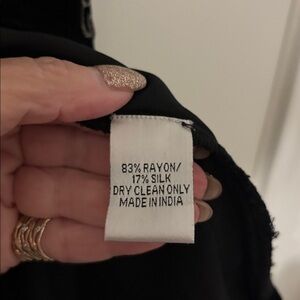 83% RAYON/
17% SILK
DRY CLEAN ONLY
MADE IN INDIA